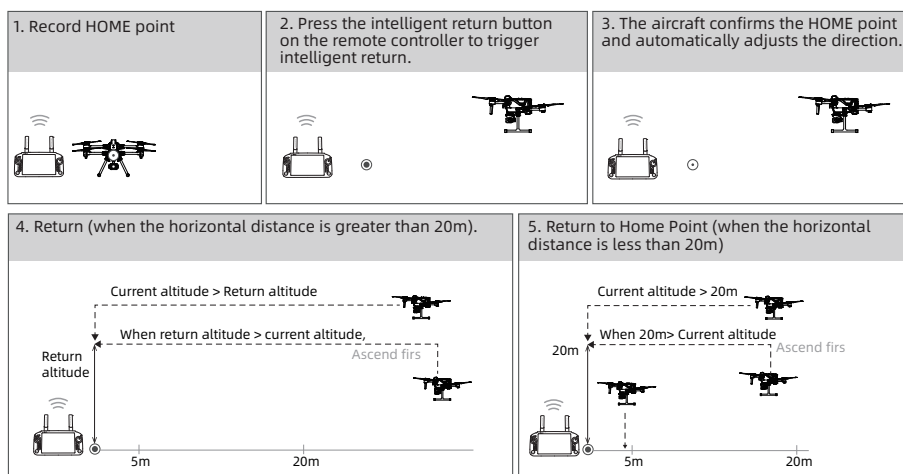 1. Record HOME point
2. Press the intelligent return button
on the remote controller to trigger
intelligent return.
3. The aircraft confirms the HOME point
and automatically adjusts the direction.
4. Return (when the horizontal distance is greater than 20m).
Current altitude > Return altitude
When return altitude > current altitude,
Ascend firs
Return
altitude
5m
20m
5. Return to Home Point (when the horizontal
distance is less than 20m)
Current altitude > 20m
When 20m> Current altitude
Ascend firs
20m
5m
20m